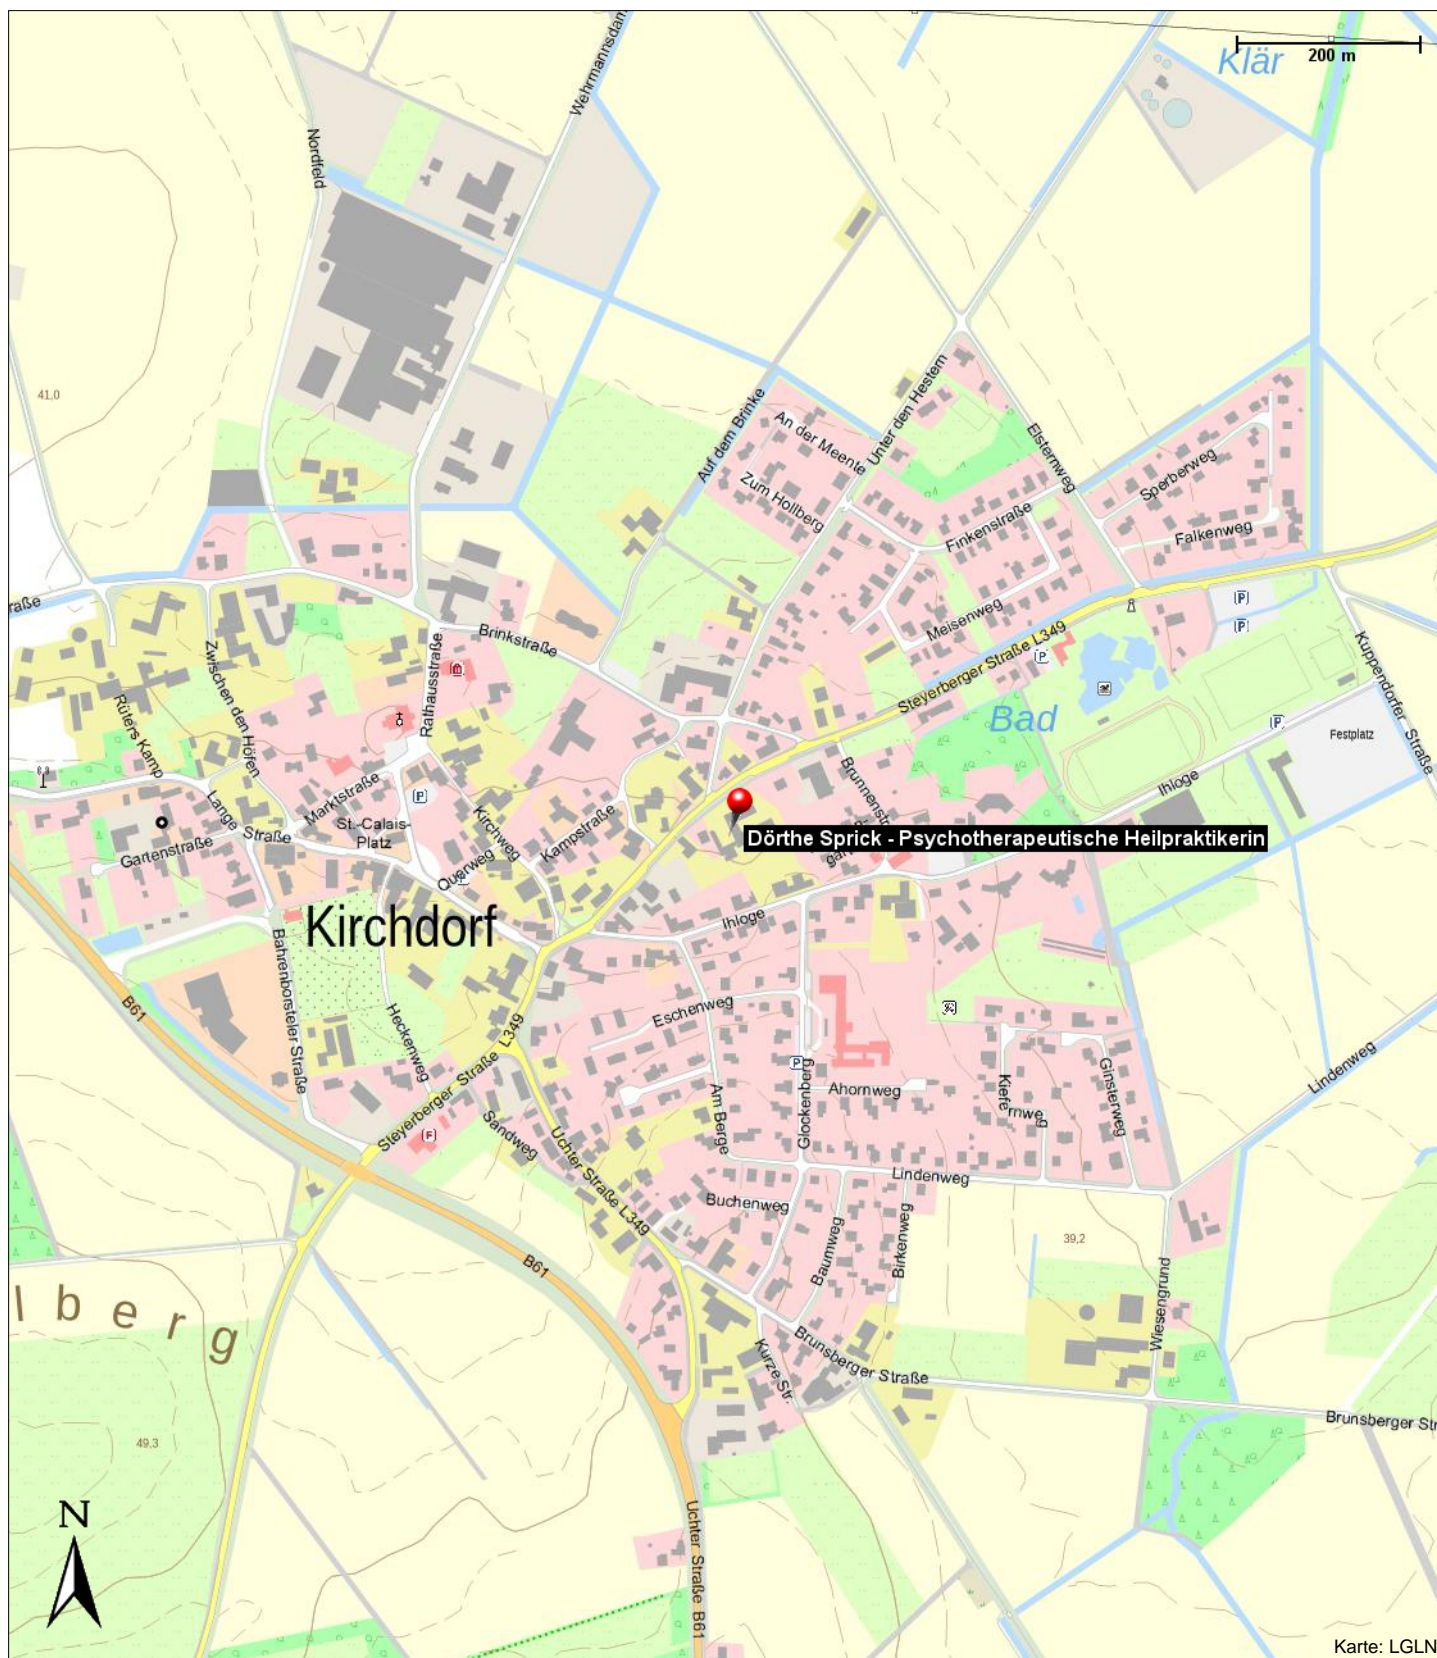 Klär
200 m
Wehrmannsdam
Nordfeld
41,0
Auf dem Brinke
An der Meente
Unter den Hestern
Zum Hollberg
Elsternweg
Sperberweg
Finkenstraße
Falkenweg
raße
Zwischen den Höfen
Rüters Kamp
Rathausstraße
Brinkstraße
Meisenweg
Steyerberger Straße L349
P
P
P
Kuppendorfer Straße
Bad
P
Festplatz
Ihloge
Lange Straße
Marktstraße
St.-Calais-
Platz
P
Kirchweg
Kampstraße
Querweg
Gartenstraße
Brunnenstr
Dörthe Sprick - Psychotherapeutische Heilpraktikerin
Ihloge
Kirchdorf
B61
Bahrenborsteler Straße
Heckenweg
Steyerberger Straße L349
Eschenweg
Am Berge
P
Glockenberg
Ahornweg
Kiefernweg
Ginsterweg
Lindenweg
F
Sandweg
Uchter Straße L349
Lindenweg
Buchenweg
Baumweg
Birkenweg
39,2
B61
Wiesengrund
lberg
Kurze Str.
Brunsberger Straße
Brunsberger Str
49,3
N
Uchter Straße B61
Karte: LGLN